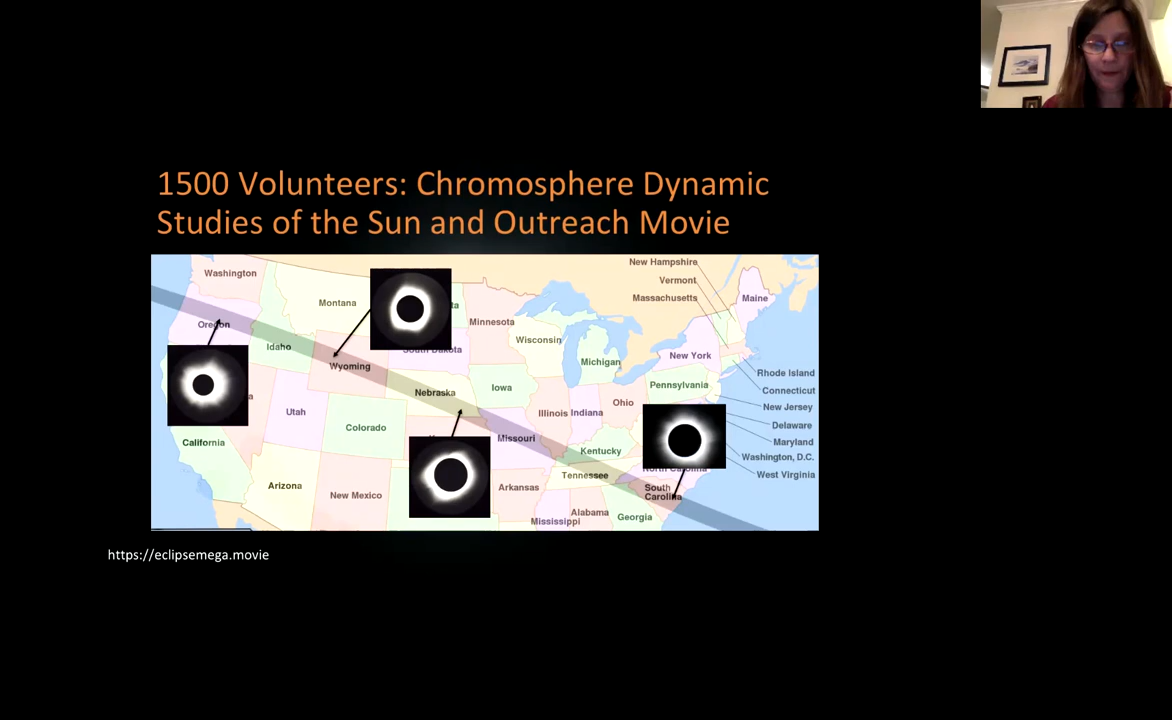 1500 Volunteers: Chromosphere Dynamic
Studies of the Sun and Outreach Movie
New Hampshire
Washington
Vermont
Massachusetts
Maine
Montana
ta
Minnesota
Oregon
Wisconsin
Idaho
South Dakota
New York
Michigan
Wyoming
Rhode Island
Pennsylvania
Connecticut
Nebraska
Iowa
a
Ohio
New Jersey
Utah
Illinois
Indiana
Delaware
Colorado
Missouri
Maryland
California
Kentucky
Washington, D.C.
North Carolina
West Virginia
Tennessee
Arizona
Arkansas
South
Carolina
New Mexico
Alabama
Georgia
Mississippi
https://eclipsemega.movie